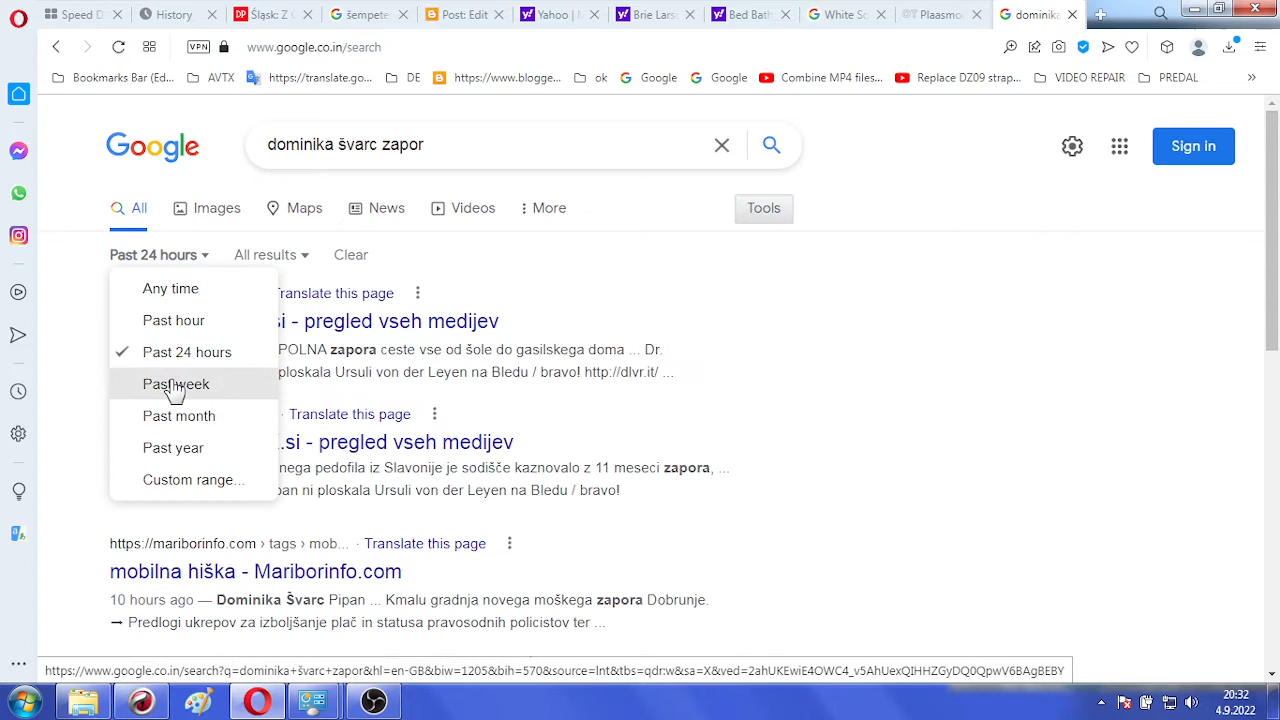 Speed D
History
Śląsk: 7 (
šempete
Post: Edit
Yahoo
Brie Lars
Bed Bath
White So
Plaasmo
dominika
VPN
www.google.co.in/search
Bookmarks Bar (Ed...
AVTX
https://translate.go...
DE
https://www.blogge...
ok
Google
Google
Combine MP4 files...
Replace DZ09 strap...
VIDEO REPAIR
PREDAL
»
Google
dominika švarc zapor
Sign in
All
Images
Maps
News
Videos
More
Tools
Past 24 hours
All results
Clear
Any time
Past hour
Past 24 hours
Past week
Past month
Past year
Custom range...
Translate this page
si - pregled vseh medijev
POLNA zapora ceste vse od šole do gasilskega doma ... Dr.
ploskala Ursuli von der Leyen na Bledu / bravo! http://dlvr.it/ ...
Translate this page
.si - pregled vseh medijev
nega pedofila iz Slavonije je sodišče kaznovalo z 11 meseci zapora, ...
ban ni ploskala Ursuli von der Leyen na Bledu / bravo!
https://mariborinfo.com › tags › mob... · Translate this page
mobilna hiška - Mariborinfo.com
10 hours ago — Dominika Švarc Pipan ... Kmalu gradnja novega moškega zapora Dobrunje.
→ Predlogi ukrepov za izboljšanje plač in statusa pravosodnih policistov ter ...
https://www.google.co.in/search?q=dominika+švarc+zapor&hl=en-GB&biw=1205&bih=570&source=lnt&tbs=qdr:w&sa=X&ved=2ahUKEwiE4OWC4_v5AhUexQIHHZGyDQ0QpwV6BAgBEBY
20:32
4.9.2022